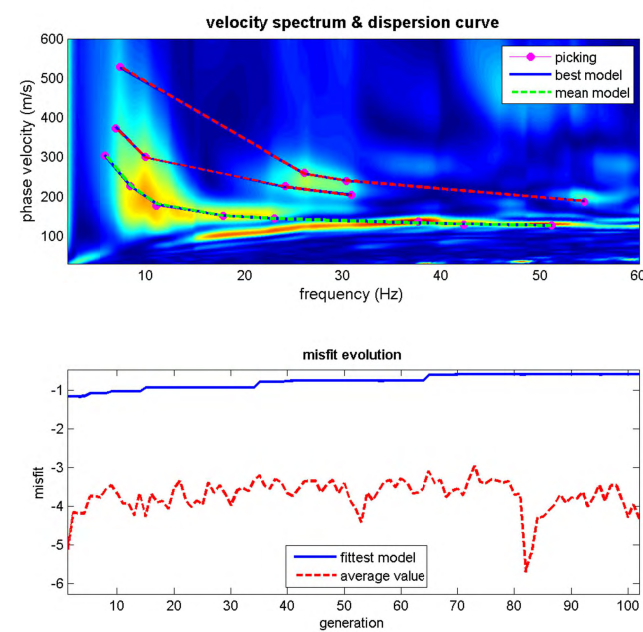 velocity spectrum & dispersion curve
600
500
400
300
200
100
phase velocity (m/s)
picking
best model
mean model
10 20 30 40 50 60
frequency (Hz)
misfit evolution
-1
-2
-3
-4
-5
-6
misfit
fittest model
average value
10 20 30 40 50 60 70 80 90 100
generation